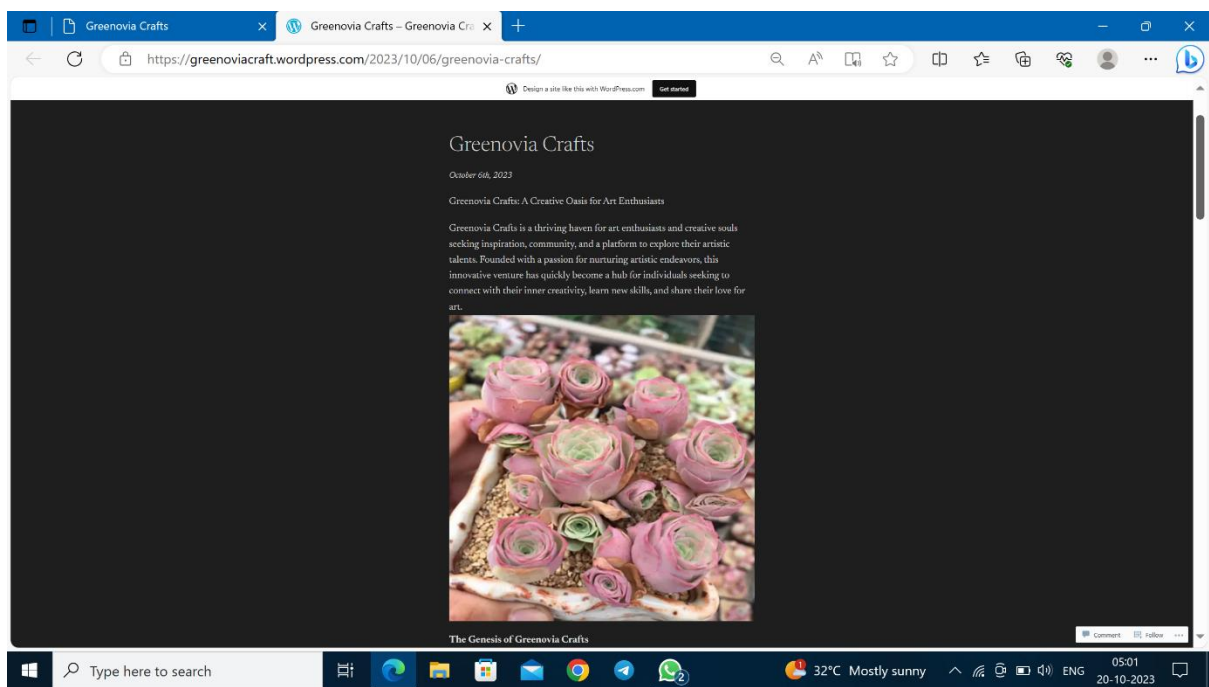 Greenovia Crafts
Greenovia Crafts – Greenovia Cra
https://greenoviacraft.wordpress.com/2023/10/06/greenovia-crafts/
Design a site like this with WordPress.com
Get started
Greenovia Crafts
October 6th, 2023
Greenovia Crafts: A Creative Oasis for Art Enthusiasts
Greenovia Crafts is a thriving haven for art enthusiasts and creative souls
seeking inspiration, community, and a platform to explore their artistic
talents. Founded with a passion for nurturing artistic endeavors, this
innovative venture has quickly become a hub for individuals seeking to
connect with their inner creativity, learn new skills, and share their love for
art.
The Genesis of Greenovia Crafts
Comment Follow
Type here to search
2
1
32°C Mostly sunny
ENG
05:01
20-10-2023